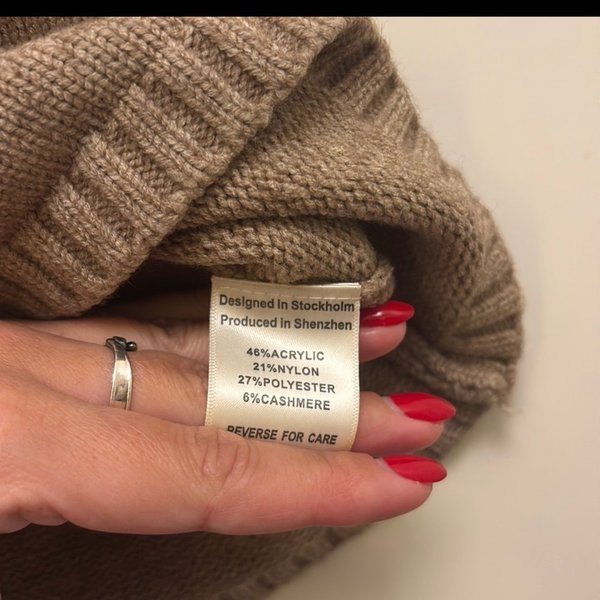 Designed in Stockholm
Produced in Shenzhen
46%ACRYLIC
21%NYLON
27%POLYESTER
6%CASHMERE
REVERSE FOR CARE